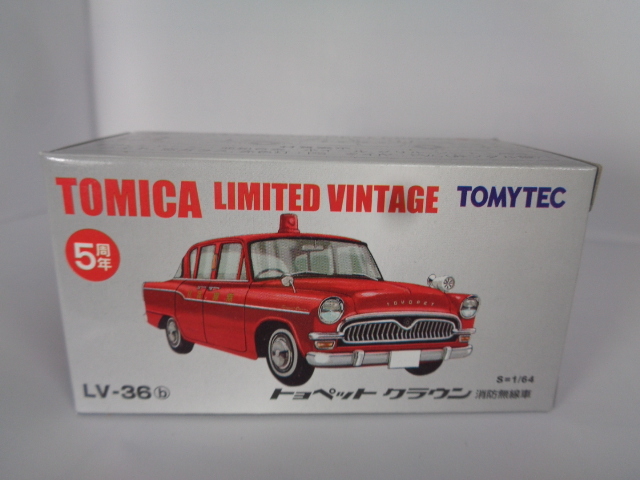 TOMICA LIMITED VINTAGE TOMYTEC
5周年
TOYOPET
S=1/64
LV-36ⓑ トヨペット クラウン 消防無線車